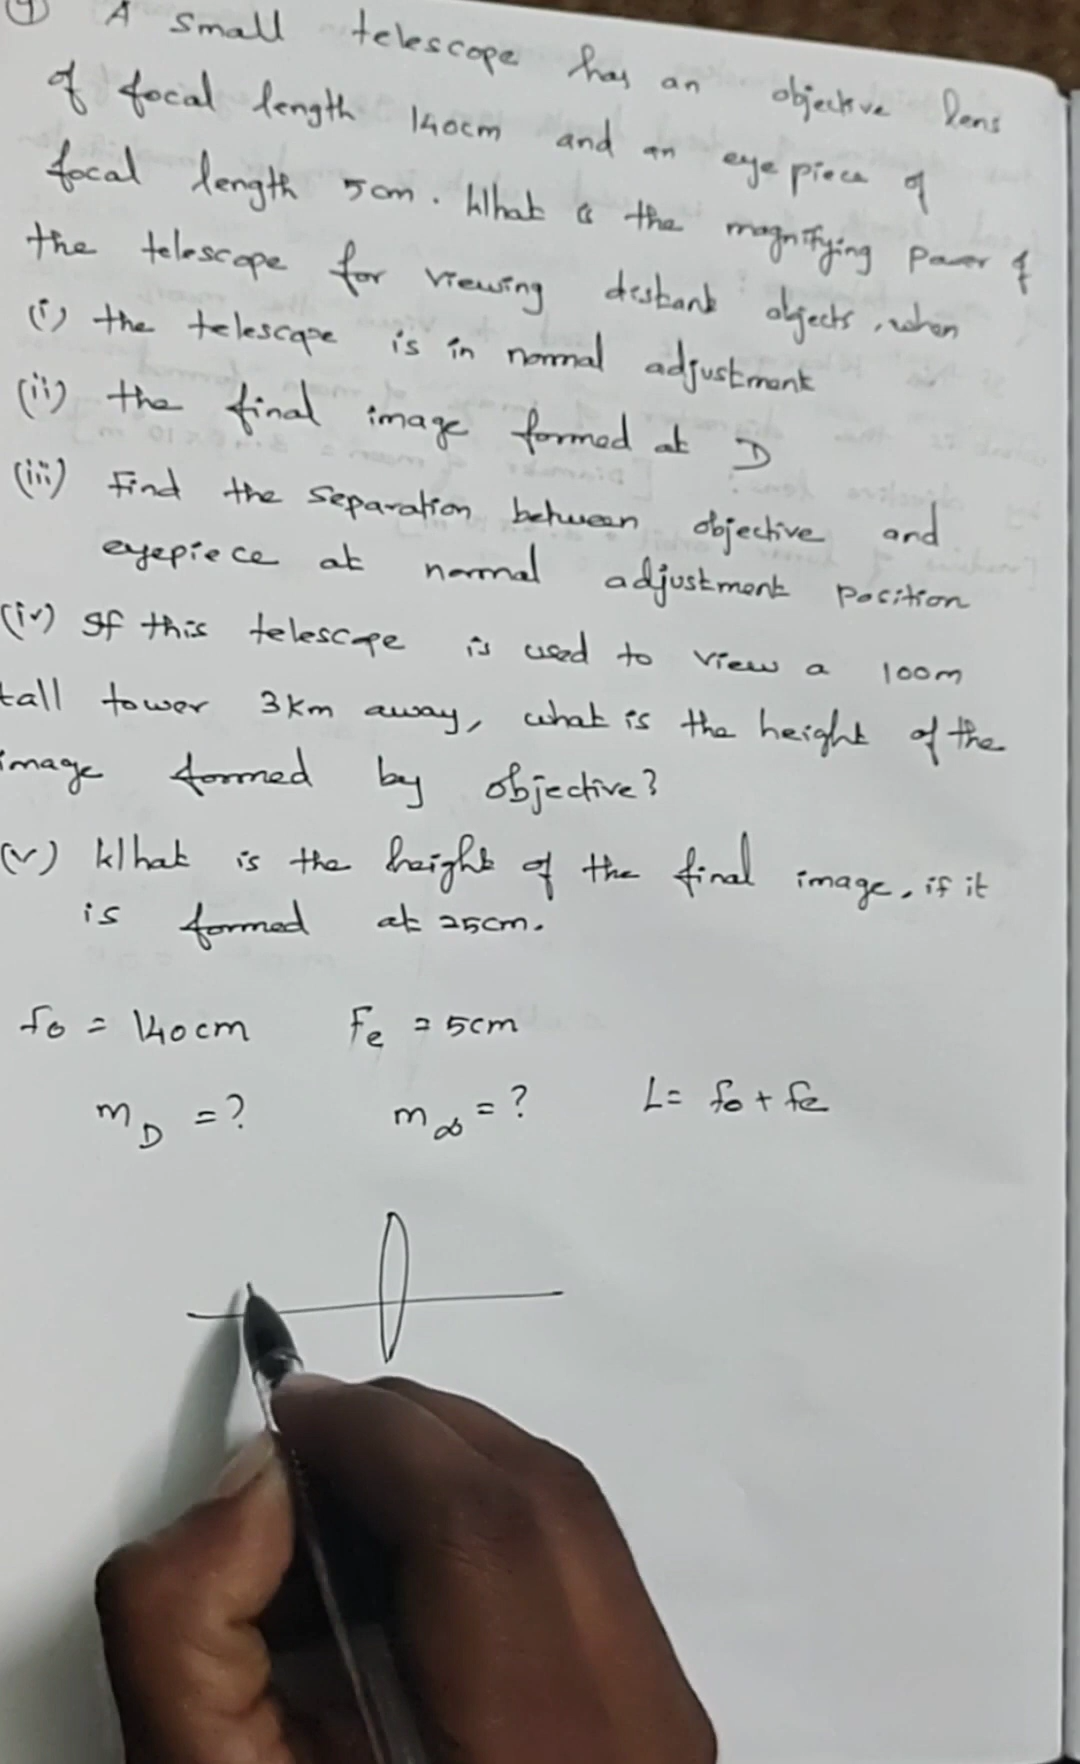 ① A small telescope has an objective lens
of focal length 140cm and an eyepiece of
focal length 5cm. What is the magnifying power of
the telescope for viewing distant objects, when
(i) the telescope is in normal adjustment
(ii) the final image formed at D
(iii) Find the separation between objective and
eyepiece at normal adjustment position
(iv) If this telescope is used to view a 100m
tall tower 3km away, what is the height of the
image formed by objective?
(v) What is the height of the final image, if it
is formed at 25cm.
fo = 140cm Fe = 5cm
m_D = ? m_∞ = ? L = fo + fe